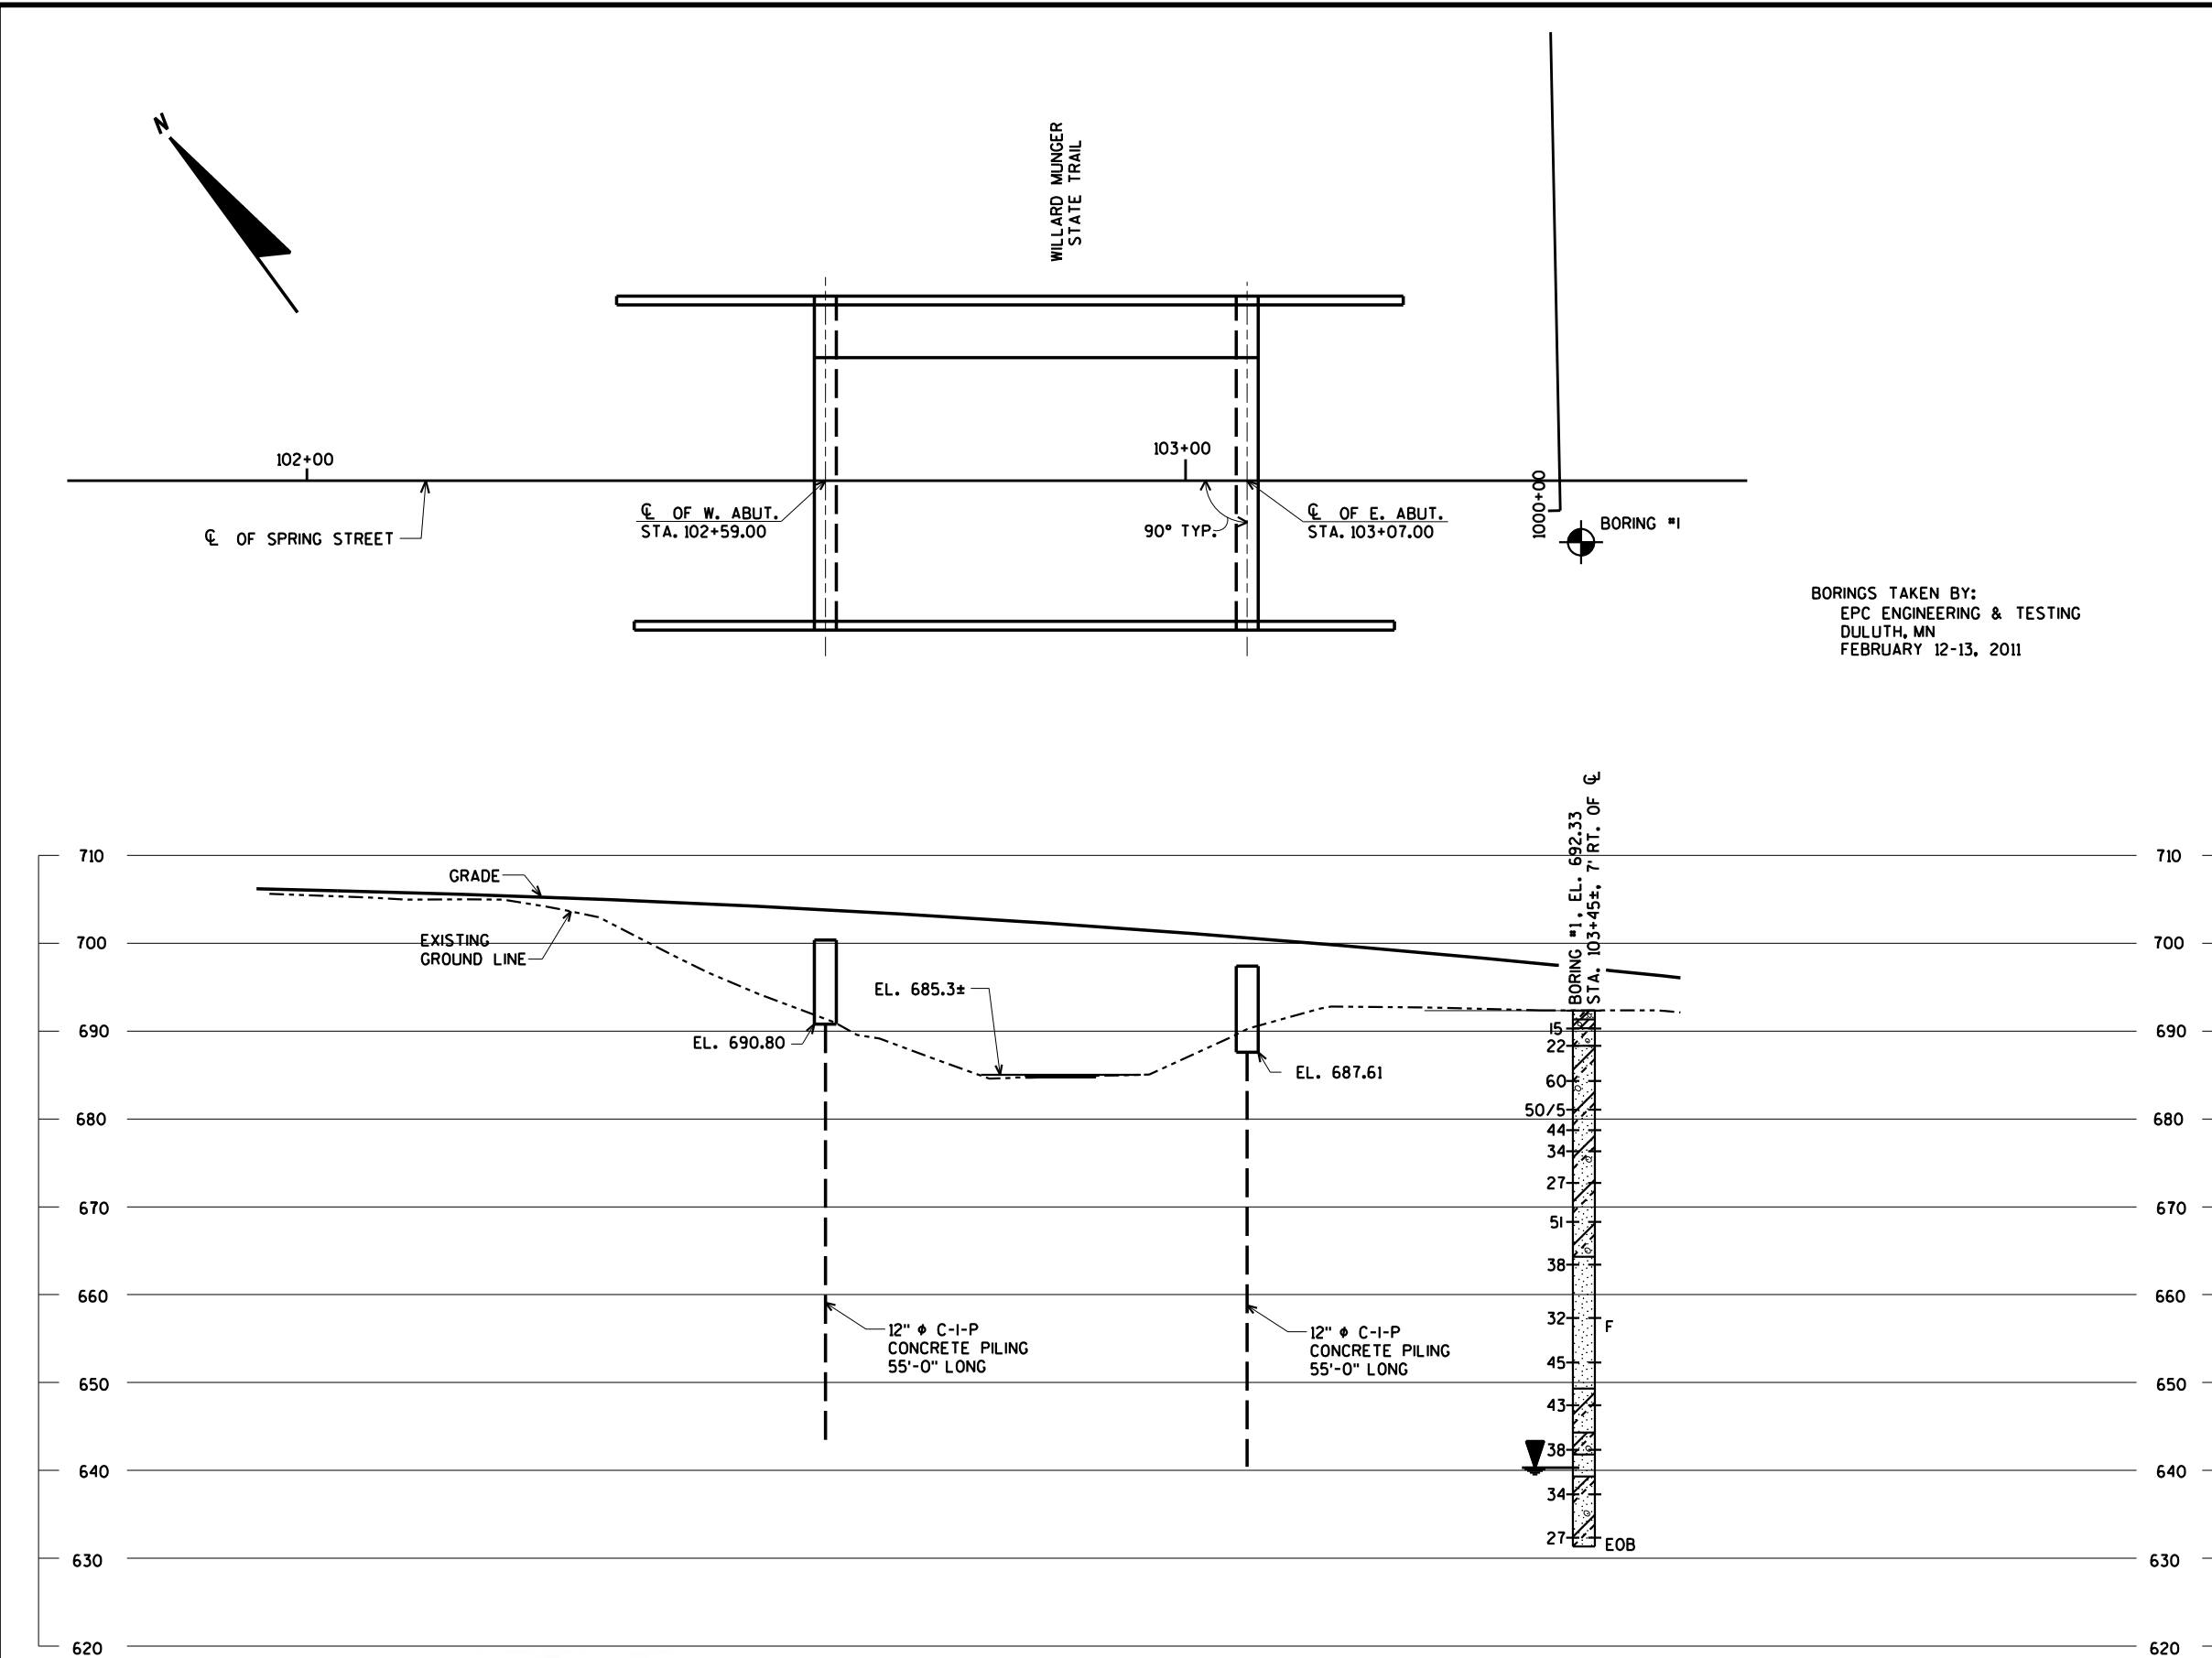 N
WILLARD MUNGER
STATE TRAIL
102+00
103+00
℄ OF SPRING STREET
℄ OF W. ABUT.
STA. 102+59.00
90° TYP.
℄ OF E. ABUT.
STA. 103+07.00
1000+00
BORING #1
BORINGS TAKEN BY:
EPC ENGINEERING & TESTING
DULUTH, MN
FEBRUARY 12-13, 2011
BORING #1, EL. 692.33
STA. 103+45±, 7' RT. OF ℄
710
710
GRADE
EXISTING
GROUND LINE
700
700
EL. 685.3±
690
690
EL. 690.80
EL. 687.61
15
22
60
50/5
680
680
44
34
27
670
670
51
38
660
660
32
F
12" ϕ C-I-P
CONCRETE PILING
55'-0" LONG
12" ϕ C-I-P
CONCRETE PILING
55'-0" LONG
45
650
650
43
38
640
640
34
27
EOB
630
630
620
620